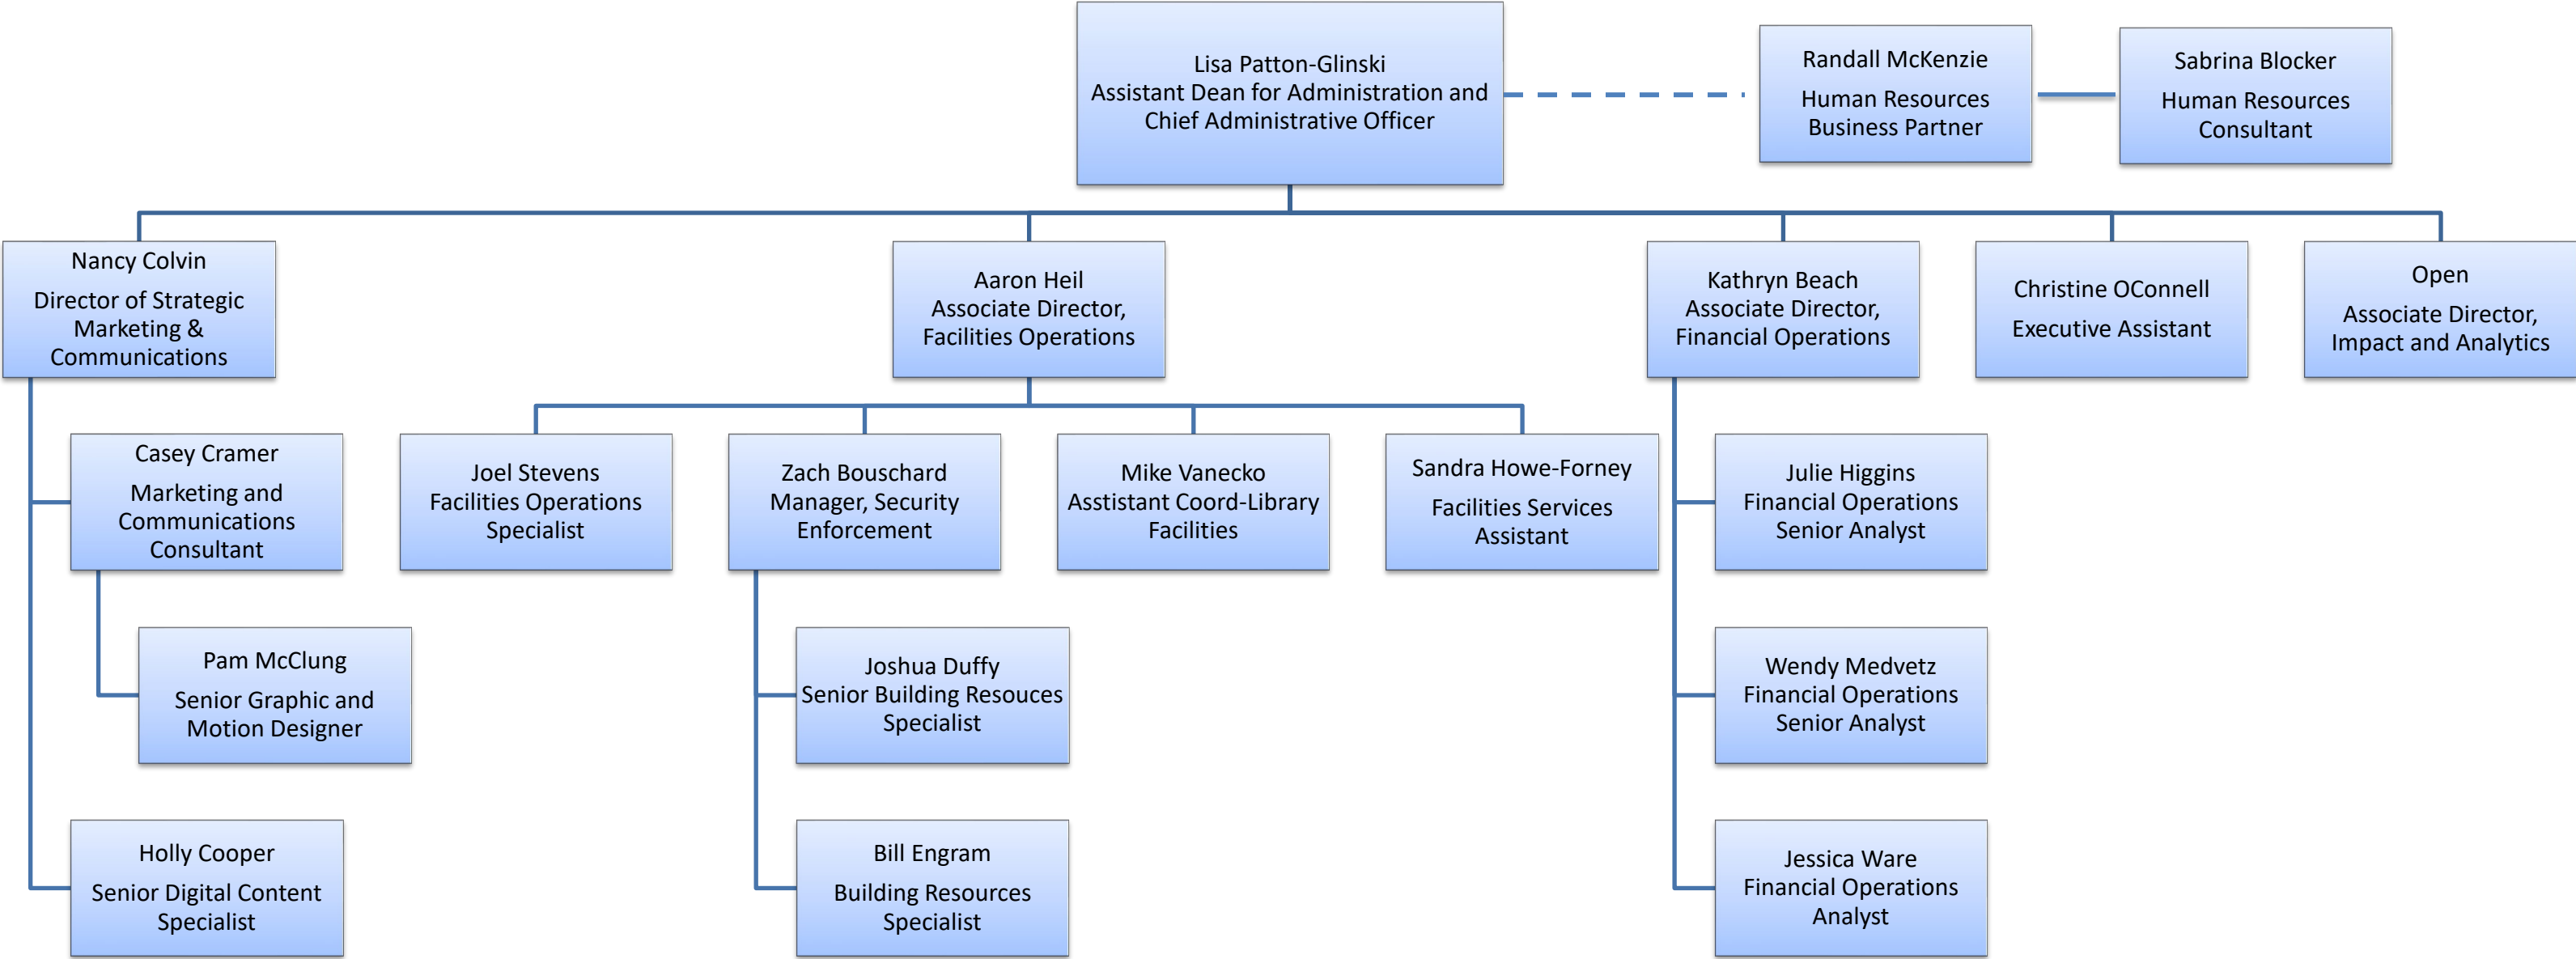 Lisa Patton-Glinski
Assistant Dean for Administration and
Chief Administrative Officer
Randall McKenzie
Human Resources
Business Partner
Sabrina Blocker
Human Resources
Consultant
Nancy Colvin
Director of Strategic
Marketing &
Communications
Aaron Heil
Associate Director,
Facilities Operations
Kathryn Beach
Associate Director,
Financial Operations
Christine OConnell
Executive Assistant
Open
Associate Director,
Impact and Analytics
Casey Cramer
Marketing and
Communications
Consultant
Joel Stevens
Facilities Operations
Specialist
Zach Bouschard
Manager, Security
Enforcement
Mike Vanecko
Asstistant Coord-Library
Facilities
Sandra Howe-Forney
Facilities Services
Assistant
Julie Higgins
Financial Operations
Senior Analyst
Pam McClung
Senior Graphic and
Motion Designer
Joshua Duffy
Senior Building Resouces
Specialist
Wendy Medvetz
Financial Operations
Senior Analyst
Holly Cooper
Senior Digital Content
Specialist
Bill Engram
Building Resources
Specialist
Jessica Ware
Financial Operations
Analyst